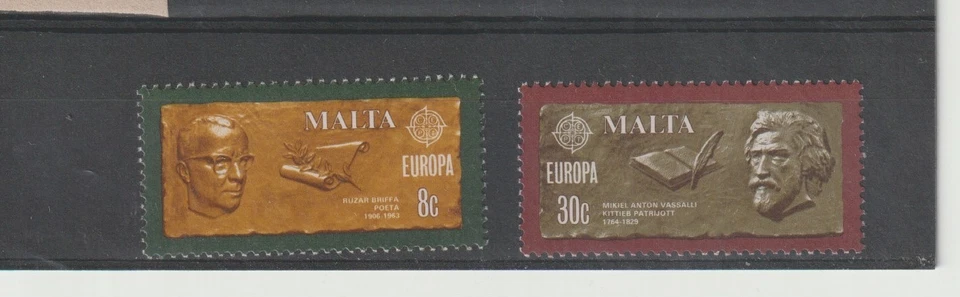 MALTA
EUROPA
8c
RUZAR BRIFFA
POETA
1906-1963
MALTA
EUROPA
30c
MIKIEL ANTON VASSALLI
KITTIEB PATRIJOTT
1764-1829